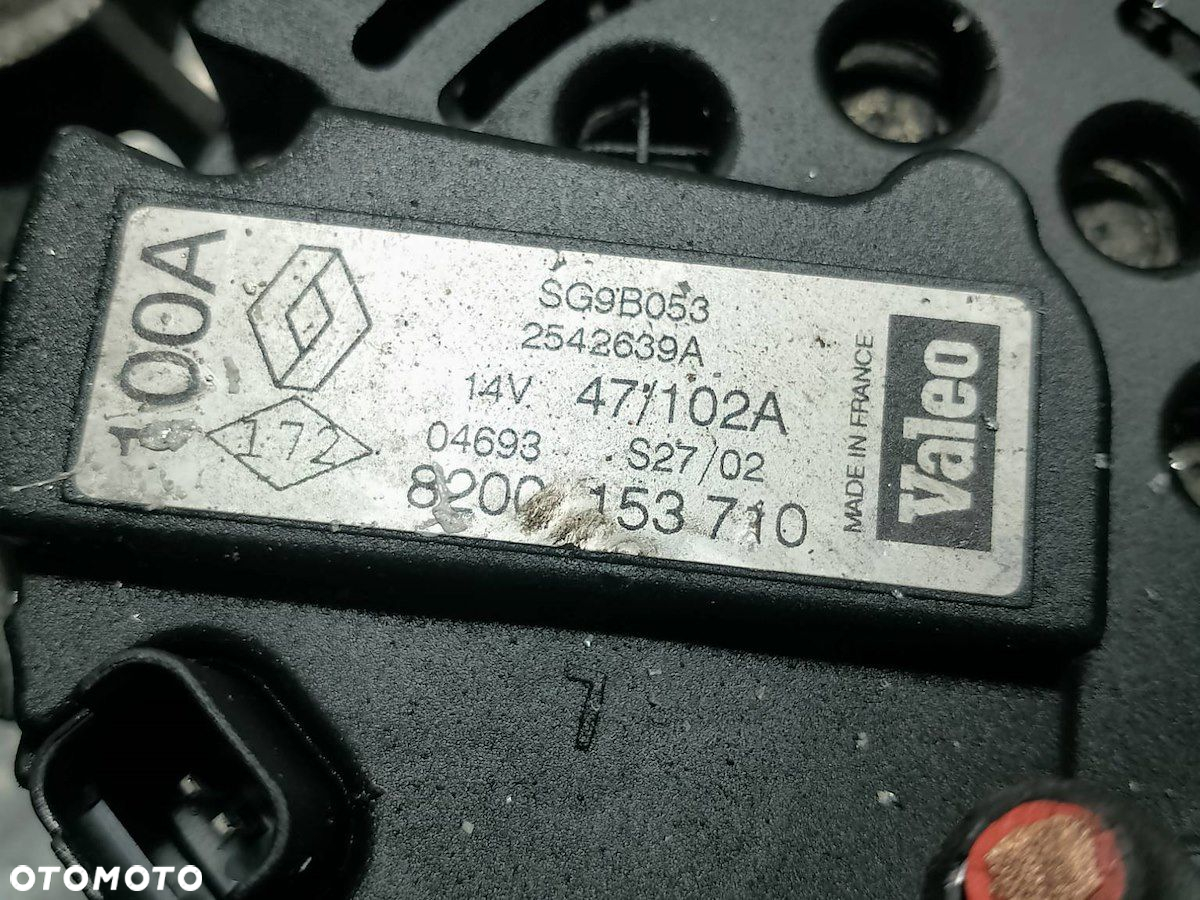 100A
SG9B053
2542639A
14V 47/102A
172
04693 S27/02
8200 153 710
MADE IN FRANCE
Valeo
L
OTOMOTO